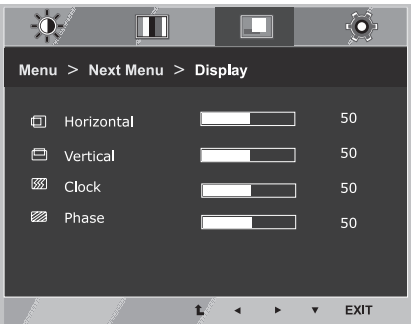 Menu > Next Menu > Display
Horizontal 50
Vertical 50
Clock 50
Phase 50
EXIT